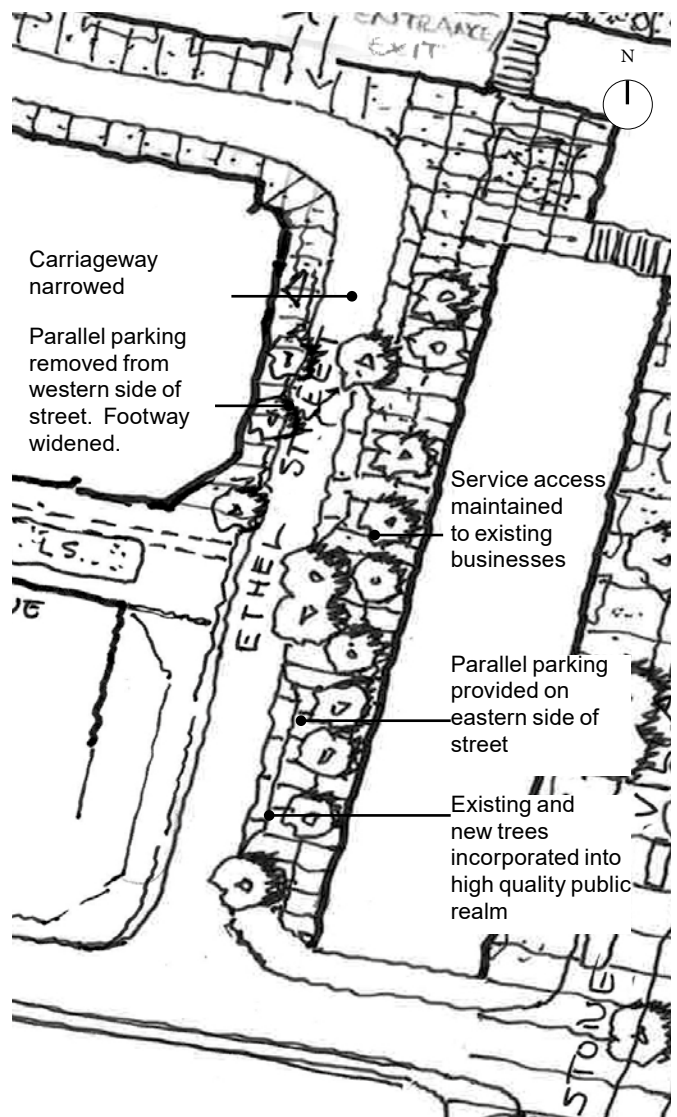 ENTRANCE/
EXIT
N
Carriageway
narrowed
Parallel parking
removed from
western side of
street.  Footway
widened.
ETHEL STREET
Service access
maintained
to existing
businesses
L.S.
Parallel parking
provided on
eastern side of
street
Existing and
new trees
incorporated into
high quality public
realm
STONE